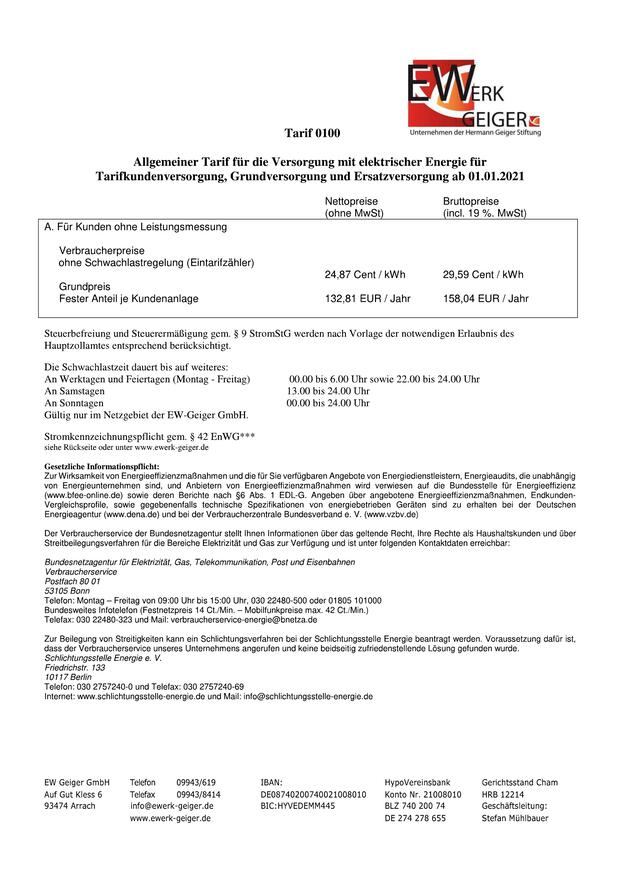 EWERK
GEIGER
Unternehmen der Hermann Geiger Stiftung
Tarif 0100
Allgemeiner Tarif für die Versorgung mit elektrischer Energie für
Tarifkundenversorgung, Grundversorgung und Ersatzversorgung ab 01.01.2021
Nettopreise Bruttopreise
(ohne MwSt) (incl. 19 %. MwSt)
A. Für Kunden ohne Leistungsmessung
Verbraucherpreise
ohne Schwachlastregelung (Eintarifzähler)
24,87 Cent / kWh 29,59 Cent / kWh
Grundpreis
Fester Anteil je Kundenanlage 132,81 EUR / Jahr 158,04 EUR / Jahr
Steuerbefreiung und Steuerermäßigung gem. § 9 StromStG werden nach Vorlage der notwendigen Erlaubnis des
Hauptzollamtes entsprechend berücksichtigt.
Die Schwachlastzeit dauert bis auf weiteres:
An Werktagen und Feiertagen (Montag - Freitag) 00.00 bis 6.00 Uhr sowie 22.00 bis 24.00 Uhr
An Samstagen 13.00 bis 24.00 Uhr
An Sonntagen 00.00 bis 24.00 Uhr
Gültig nur im Netzgebiet der EW-Geiger GmbH.
Stromkennzeichnungspflicht gem. § 42 EnWG***
siehe Rückseite oder unter www.ewerk-geiger.de
Gesetzliche Informationspflicht:
Zur Wirksamkeit von Energieeffizienzmaßnahmen und die für Sie verfügbaren Angebote von Energiedienstleistern, Energieaudits, die unabhängig
von Energieunternehmen sind, und Anbietern von Energieeffizienzmaßnahmen wird verwiesen auf die Bundesstelle für Energieeffizienz
(www.bfee-online.de) sowie deren Berichte nach §6 Abs. 1 EDL-G. Angaben über angebotene Energieeffizienzmaßnahmen, Endkunden-
Vergleichsprofile, sowie gegebenenfalls technische Spezifikationen von energiebetrieben Geräten sind zu erhalten bei der Deutschen
Energieagentur (www.dena.de) und bei der Verbraucherzentrale Bundesverband e. V. (www.vzbv.de)
Der Verbraucherservice der Bundesnetzagentur stellt Ihnen Informationen über das geltende Recht, Ihre Rechte als Haushaltskunden und über
Streitbeilegungsverfahren für die Bereiche Elektrizität und Gas zur Verfügung und ist unter folgenden Kontaktdaten erreichbar:
Bundesnetzagentur für Elektrizität, Gas, Telekommunikation, Post und Eisenbahnen
Verbraucherservice
Postfach 80 01
53105 Bonn
Telefon: Montag – Freitag von 09:00 Uhr bis 15:00 Uhr, 030 22480-500 oder 01805 101000
Bundesweites Infotelefon (Festnetzpreis 14 Ct./Min. – Mobilfunkpreise max. 42 Ct./Min.)
Telefax: 030 22480-323 und Mail: verbraucherservice-energie@bnetza.de
Zur Beilegung von Streitigkeiten kann ein Schlichtungsverfahren bei der Schlichtungsstelle Energie beantragt werden. Voraussetzung dafür ist,
dass der Verbraucherservice unseres Unternehmens angerufen und keine beidseitig zufriedenstellende Lösung gefunden wurde.
Schlichtungsstelle Energie e. V.
Friedrichstr. 133
10117 Berlin
Telefon: 030 2757240-0 und Telefax: 030 2757240-69
Internet: www.schlichtungsstelle-energie.de und Mail: info@schlichtungsstelle-energie.de
EW Geiger GmbH Telefon 09943/619 IBAN: HypoVereinsbank Gerichtsstand Cham
Auf Gut Kless 6 Telefax 09943/8414 DE08740200740021008010 Konto Nr. 21008010 HRB 12214
93474 Arrach info@ewerk-geiger.de BIC:HYVEDEMM445 BLZ 740 200 74 Geschäftsleitung:
www.ewerk-geiger.de DE 274 278 655 Stefan Mühlbauer